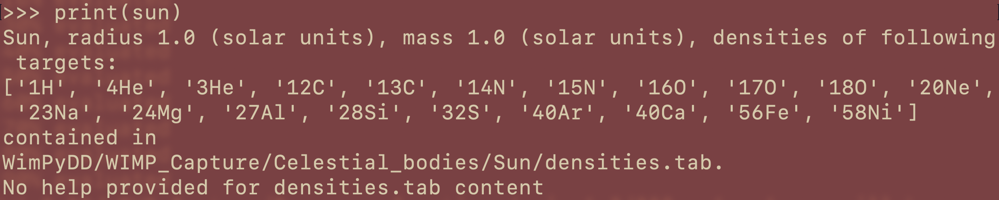 >>> print(sun)
Sun, radius 1.0 (solar units), mass 1.0 (solar units), densities of following
 targets:
['1H', '4He', '3He', '12C', '13C', '14N', '15N', '16O', '17O', '18O', '20Ne',
 '23Na', '24Mg', '27Al', '28Si', '32S', '40Ar', '40Ca', '56Fe', '58Ni']
contained in
WimPyDD/WIMP_Capture/Celestial_bodies/Sun/densities.tab.
No help provided for densities.tab content